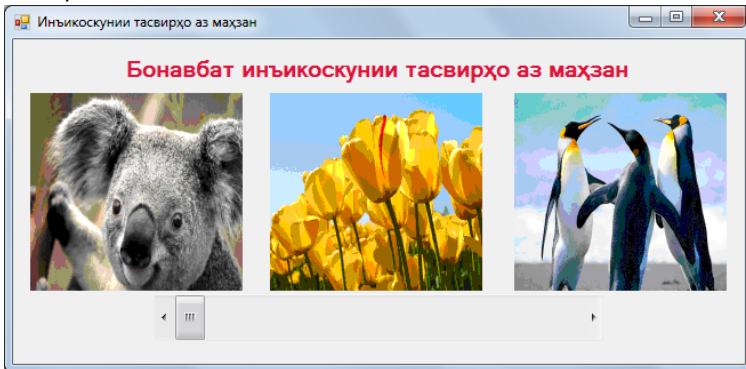 Инъикоскунии тасвирҳо аз маҳзан
Бонавбат инъикоскунии тасвирҳо аз маҳзан